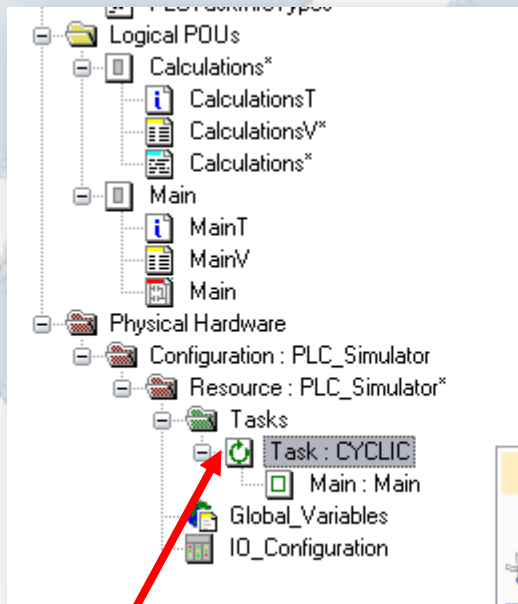 Logical POUs
Calculations*
CalculationsT
CalculationsV*
Calculations*
Main
MainT
MainV
Main
Physical Hardware
Configuration : PLC_Simulator
Resource : PLC_Simulator*
Tasks
Task : CYCLIC
Main : Main
Global_Variables
IO_Configuration